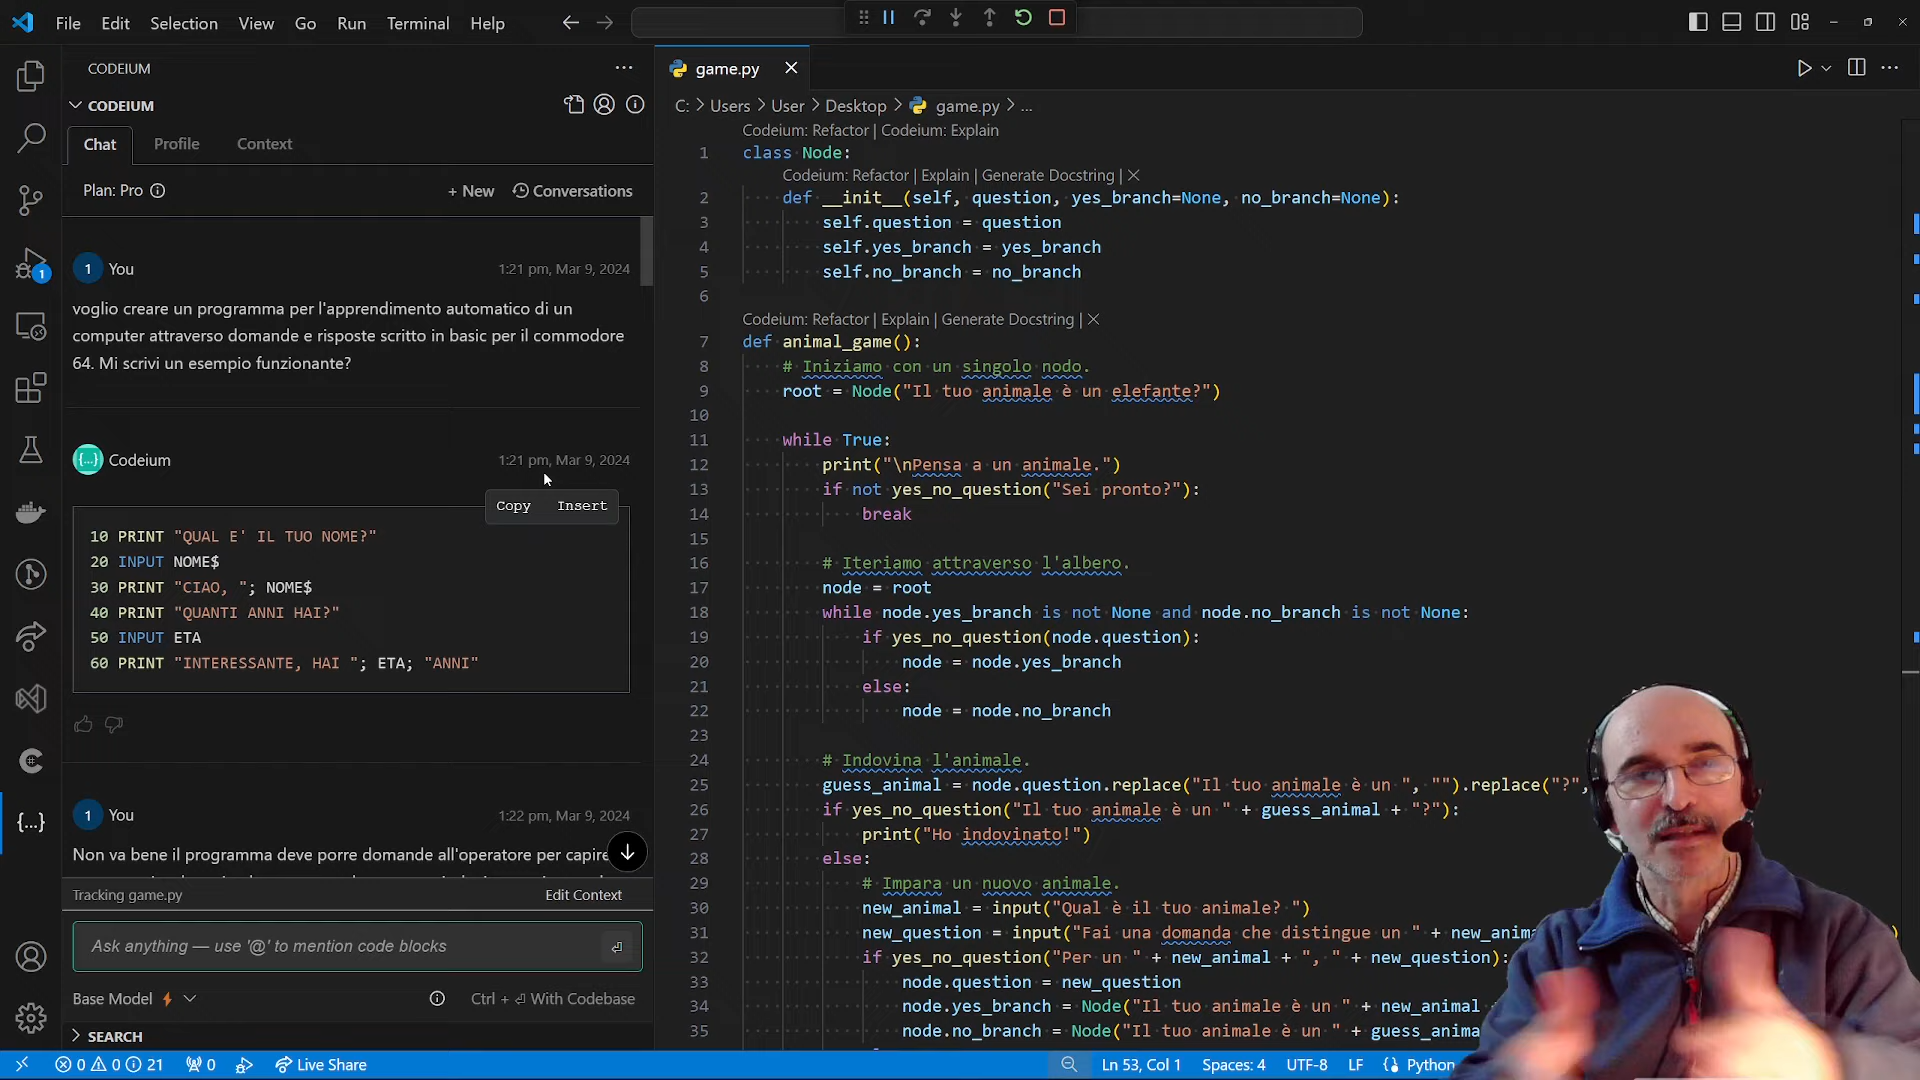 File Edit Selection View Go Run Terminal Help
CODEIUM
CODEIUM
Chat Profile Context
Plan: Pro + New Conversations
1 You 1:21 pm, Mar 9, 2024
voglio creare un programma per l'apprendimento automatico di un
computer attraverso domande e risposte scritto in basic per il commodore
64. Mi scrivi un esempio funzionante?
{...} Codeium 1:21 pm, Mar 9, 2024
Copy Insert
10 PRINT "QUAL E' IL TUO NOME?"
20 INPUT NOME$
30 PRINT "CIAO, "; NOME$
40 PRINT "QUANTI ANNI HAI?"
50 INPUT ETA
60 PRINT "INTERESSANTE, HAI "; ETA; "ANNI"
1 You 1:22 pm, Mar 9, 2024
Non va bene il programma deve porre domande all'operatore per capire
Tracking game.py Edit Context
Ask anything — use '@' to mention code blocks
Base Model Ctrl + ⏎ With Codebase
SEARCH
game.py
C: > Users > User > Desktop > game.py > ...
Codeium: Refactor | Codeium: Explain
1 class Node:
Codeium: Refactor | Explain | Generate Docstring | X
2 def __init__(self, question, yes_branch=None, no_branch=None):
3 self.question = question
4 self.yes_branch = yes_branch
5 self.no_branch = no_branch
6
Codeium: Refactor | Explain | Generate Docstring | X
7 def animal_game():
8 # Iniziamo con un singolo nodo.
9 root = Node("Il tuo animale è un elefante?")
10
11 while True:
12 print("\nPensa a un animale.")
13 if not yes_no_question("Sei pronto?"):
14 break
15
16 # Iteriamo attraverso l'albero.
17 node = root
18 while node.yes_branch is not None and node.no_branch is not None:
19 if yes_no_question(node.question):
20 node = node.yes_branch
21 else:
22 node = node.no_branch
23
24 # Indovina l'animale.
25 guess_animal = node.question.replace("Il tuo animale è un ", "").replace("?",
26 if yes_no_question("Il tuo animale è un " + guess_animal + "?"):
27 print("Ho indovinato!")
28 else:
29 # Impara un nuovo animale.
30 new_animal = input("Qual è il tuo animale? ")
31 new_question = input("Fai una domanda che distingue un " + new_anima
32 if yes_no_question("Per un " + new_animal + ", " + new_question):
33 node.question = new_question
34 node.yes_branch = Node("Il tuo animale è un " + new_animal
35 node.no_branch = Node("Il tuo animale è un " + guess_anima
0 0 21 0 Live Share Ln 53, Col 1 Spaces: 4 UTF-8 LF Python